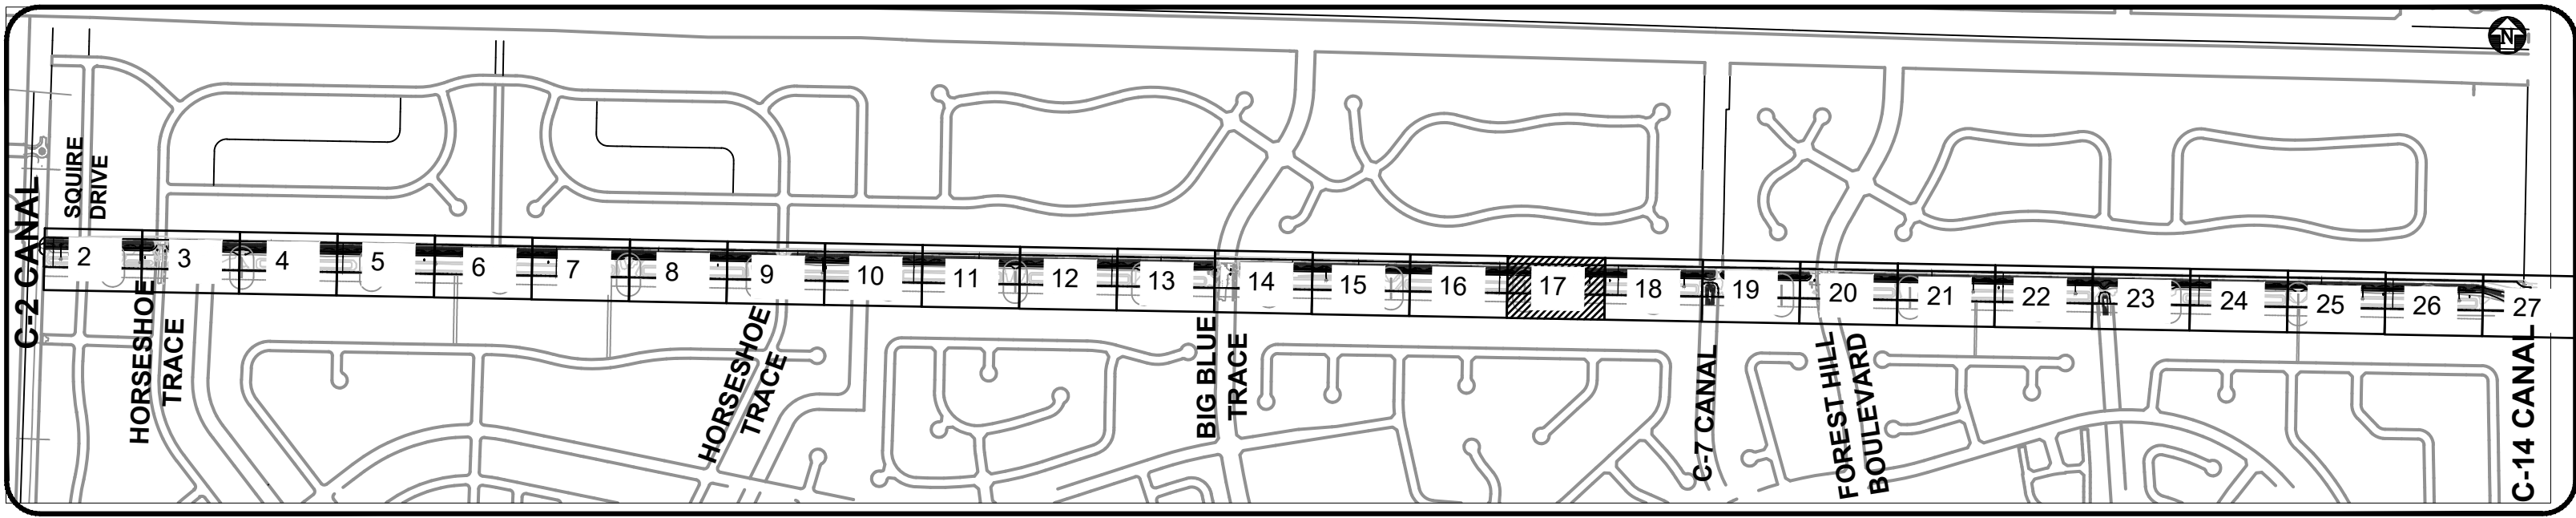 N
C-2 CANAL
SQUIRE
DRIVE
2
3
4
5
6
7
8
9
10
11
12
13
14
15
16
17
18
19
20
21
22
23
24
25
26
27
HORSESHOE
TRACE
HORSESHOE
TRACE
BIG BLUE
TRACE
C-7 CANAL
FOREST HILL
BOULEVARD
C-14 CANAL